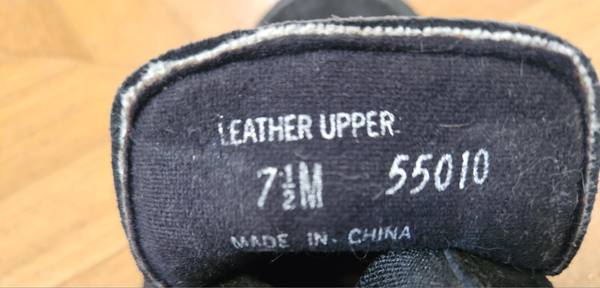 LEATHER UPPER
7½M 55010
MADE IN CHINA